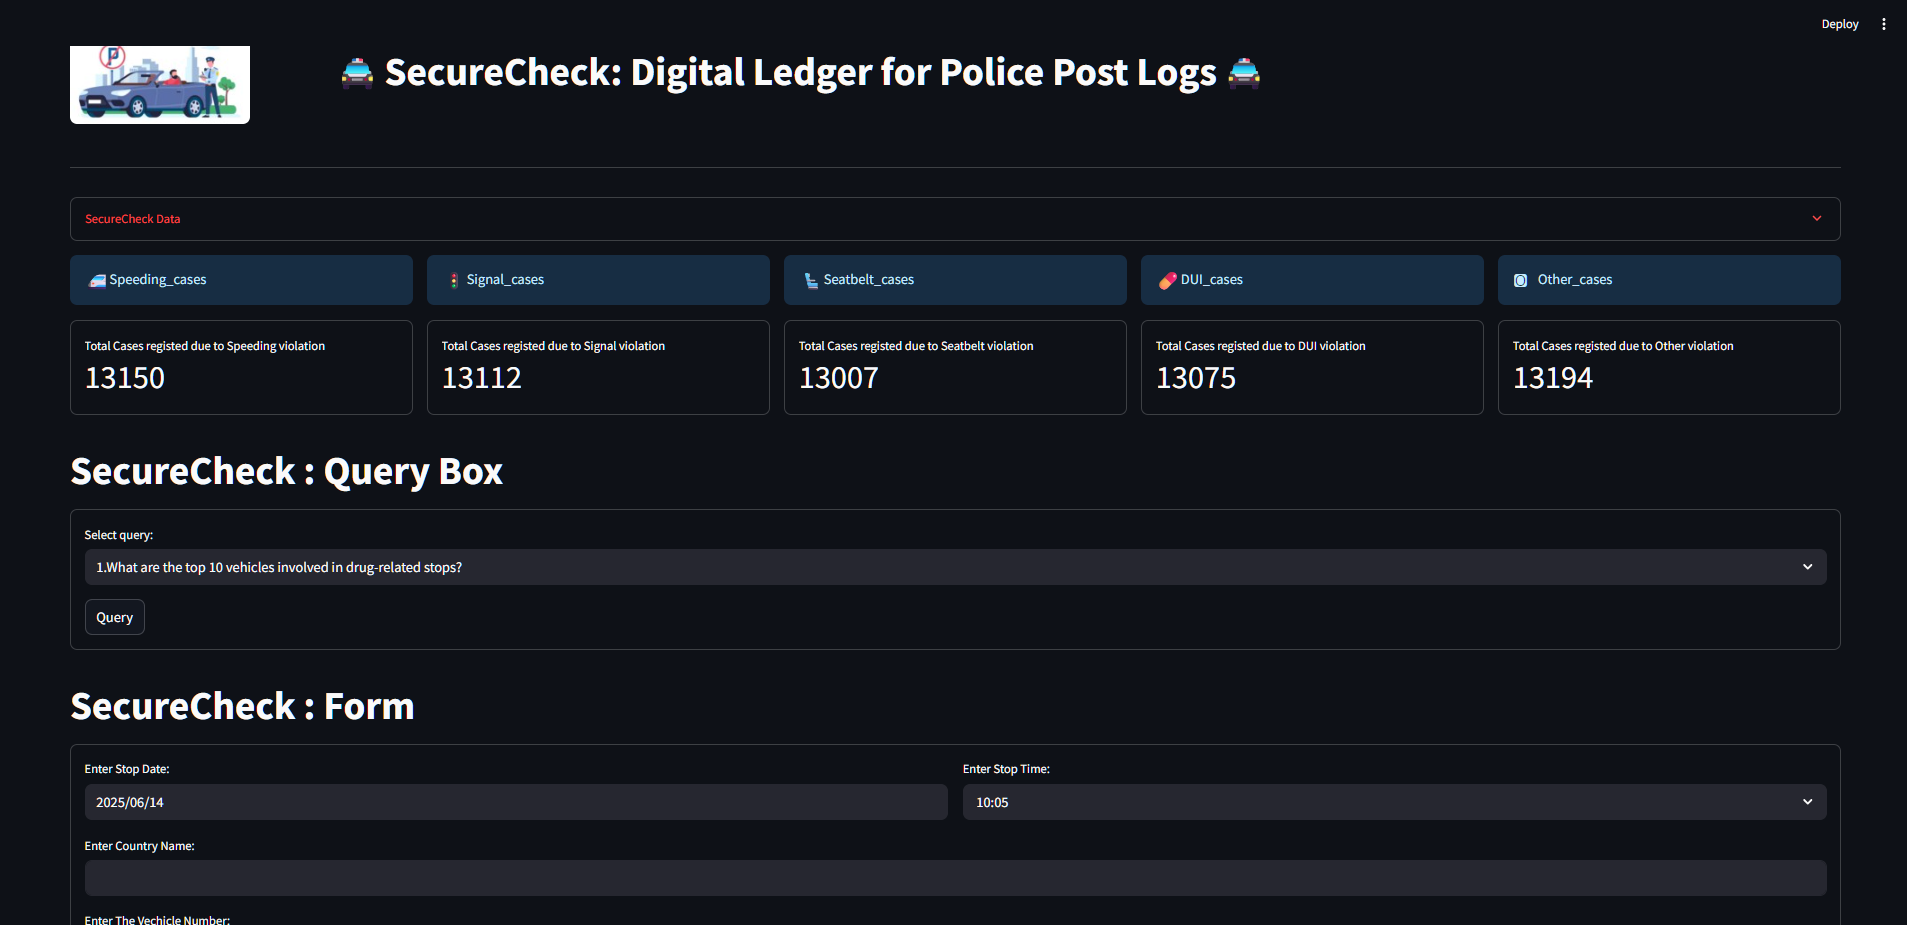 Deploy
P
🚔 SecureCheck: Digital Ledger for Police Post Logs 🚔
SecureCheck Data
Speeding_cases
Signal_cases
Seatbelt_cases
DUI_cases
Other_cases
Total Cases registed due to Speeding violation
13150
Total Cases registed due to Signal violation
13112
Total Cases registed due to Seatbelt violation
13007
Total Cases registed due to DUI violation
13075
Total Cases registed due to Other violation
13194
SecureCheck : Query Box
Select query:
1.What are the top 10 vehicles involved in drug-related stops?
Query
SecureCheck : Form
Enter Stop Date:
2025/06/14
Enter Stop Time:
10:05
Enter Country Name:
Enter The Vechicle Number: